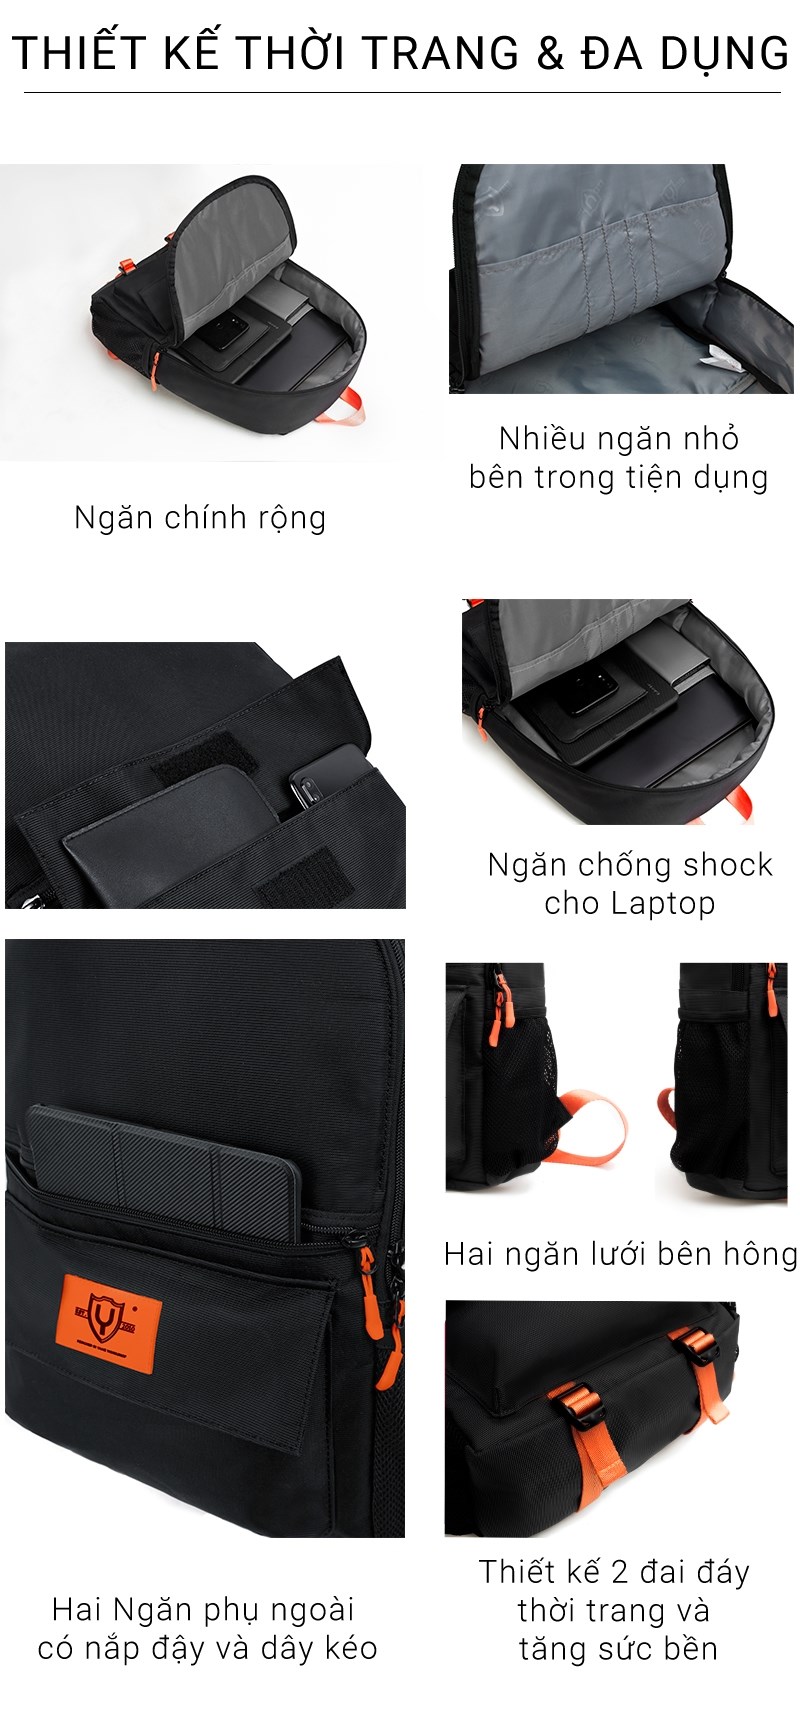 THIẾT KẾ THỜI TRANG & ĐA DỤNG
Ngăn chính rộng
Nhiều ngăn nhỏ
bên trong tiện dụng
Ngăn chống shock
cho Laptop
Hai ngăn lưới bên hông
Hai Ngăn phụ ngoài
có nắp đậy và dây kéo
Thiết kế 2 đai đáy
thời trang và
tăng sức bền